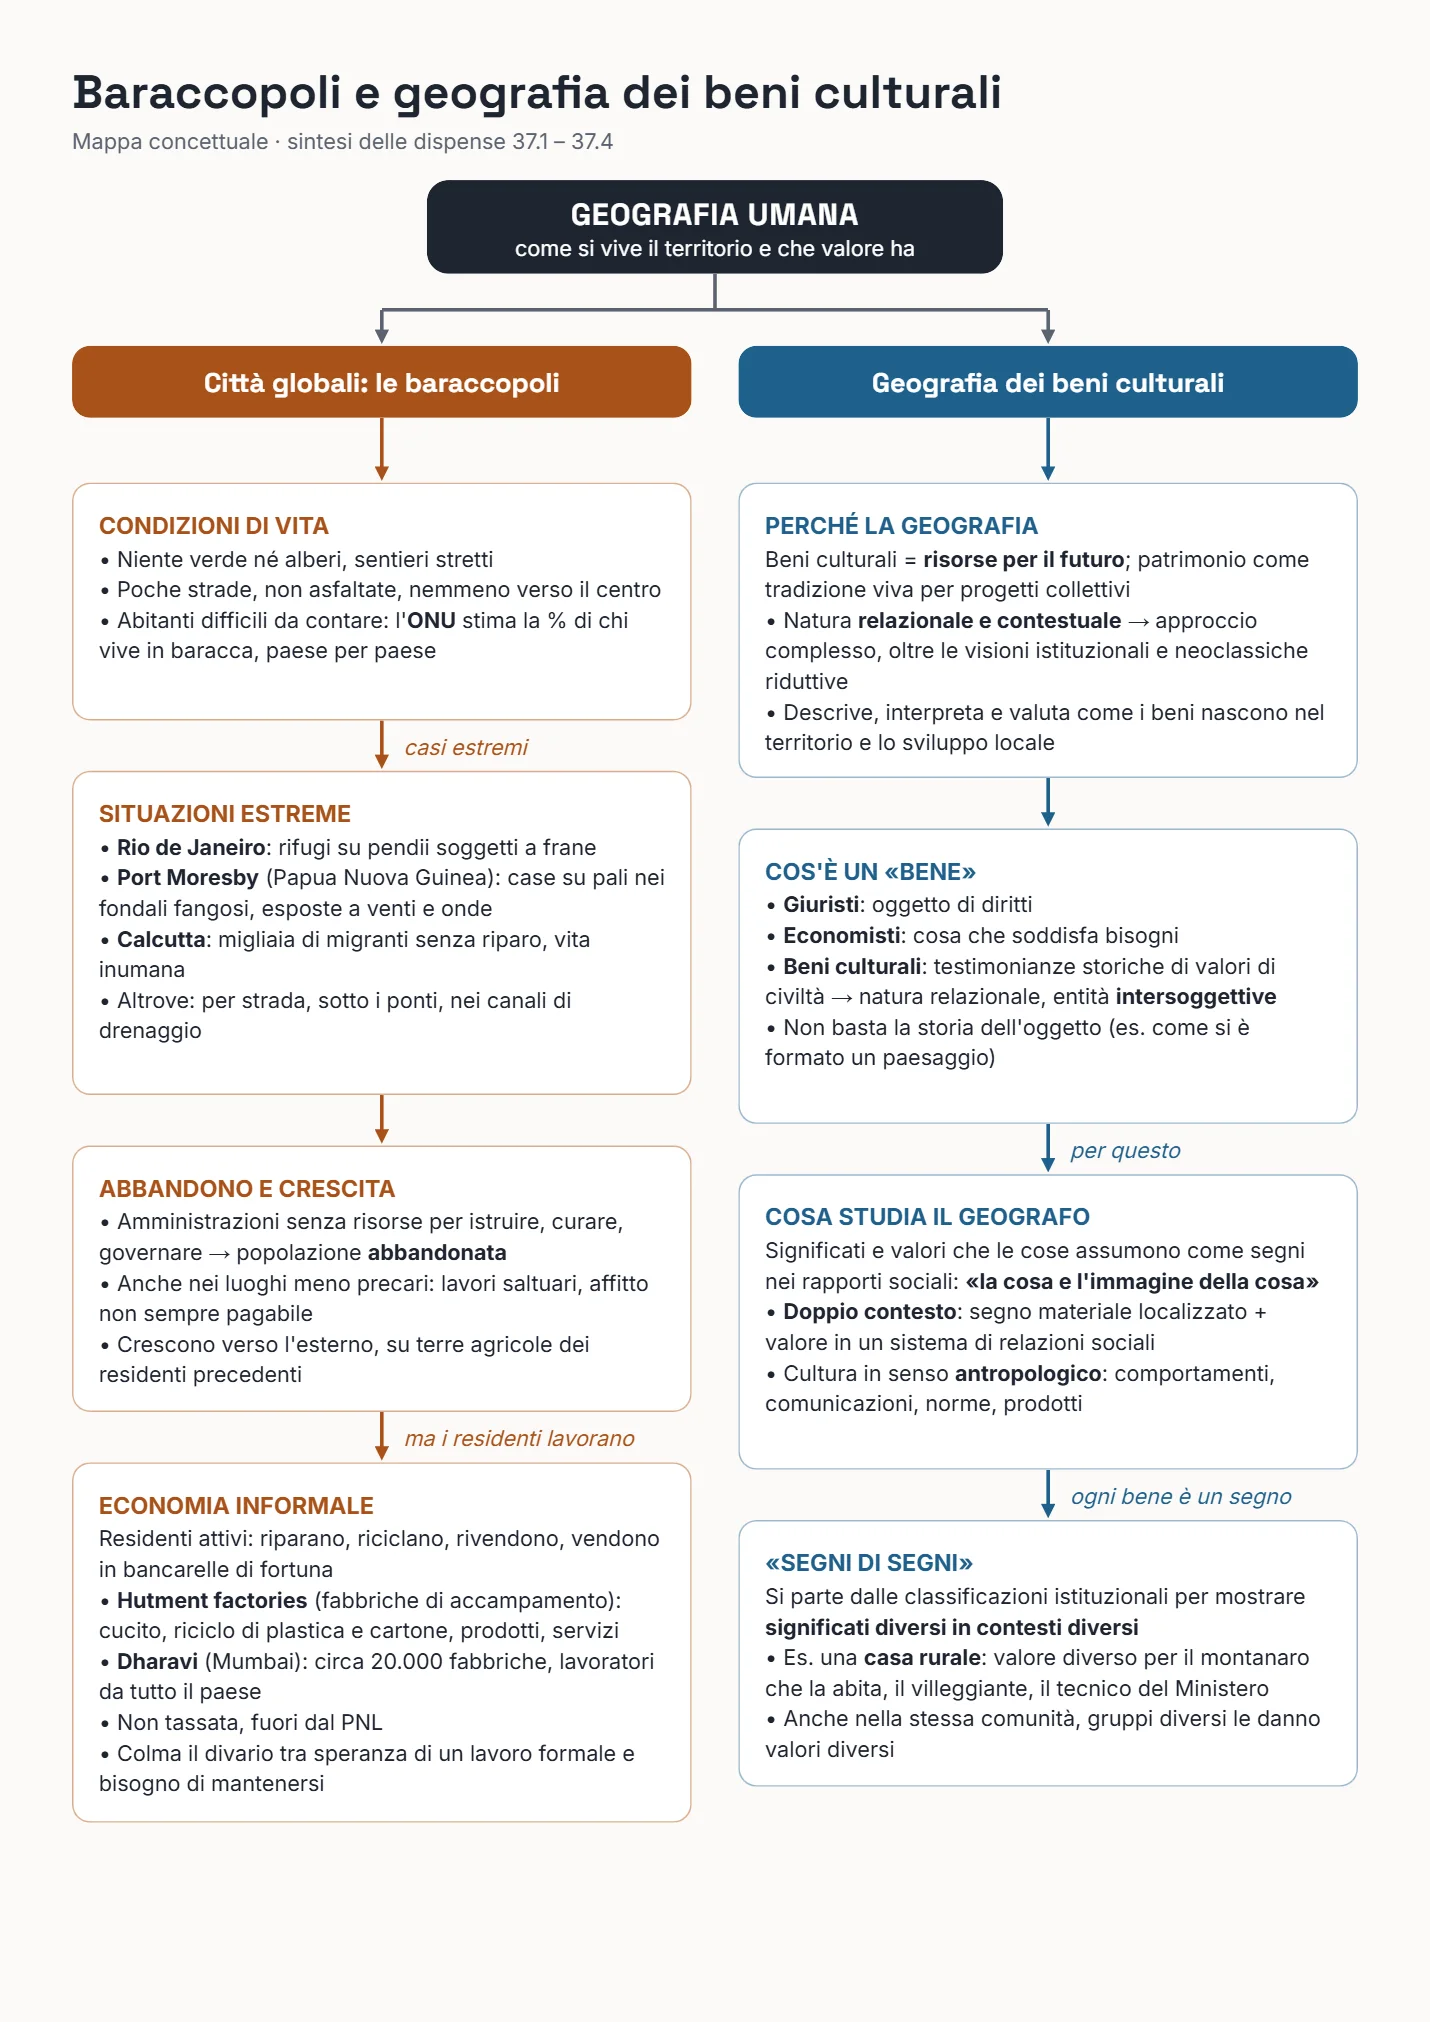 Baraccopoli e geografia dei beni culturali
Mappa concettuale · sintesi delle dispense 37.1 – 37.4
GEOGRAFIA UMANA
come si vive il territorio e che valore ha
Città globali: le baraccopoli
CONDIZIONI DI VITA
• Niente verde né alberi, sentieri stretti
• Poche strade, non asfaltate, nemmeno verso il centro
• Abitanti difficili da contare: l'ONU stima la % di chi
vive in baracca, paese per paese
casi estremi
SITUAZIONI ESTREME
• Rio de Janeiro: rifugi su pendii soggetti a frane
• Port Moresby (Papua Nuova Guinea): case su pali nei
fondali fangosi, esposte a venti e onde
• Calcutta: migliaia di migranti senza riparo, vita
inumana
• Altrove: per strada, sotto i ponti, nei canali di
drenaggio
ABBANDONO E CRESCITA
• Amministrazioni senza risorse per istruire, curare,
governare → popolazione abbandonata
• Anche nei luoghi meno precari: lavori saltuari, affitto
non sempre pagabile
• Crescono verso l'esterno, su terre agricole dei
residenti precedenti
ma i residenti lavorano
ECONOMIA INFORMALE
Residenti attivi: riparano, riciclano, rivendono, vendono
in bancarelle di fortuna
• Hutment factories (fabbriche di accampamento):
cucito, riciclo di plastica e cartone, prodotti, servizi
• Dharavi (Mumbai): circa 20.000 fabbriche, lavoratori
da tutto il paese
• Non tassata, fuori dal PNL
• Colma il divario tra speranza di un lavoro formale e
bisogno di mantenersi
Geografia dei beni culturali
PERCHÉ LA GEOGRAFIA
Beni culturali = risorse per il futuro; patrimonio come
tradizione viva per progetti collettivi
• Natura relazionale e contestuale → approccio
complesso, oltre le visioni istituzionali e neoclassiche
riduttive
• Descrive, interpreta e valuta come i beni nascono nel
territorio e lo sviluppo locale
COS'È UN «BENE»
• Giuristi: oggetto di diritti
• Economisti: cosa che soddisfa bisogni
• Beni culturali: testimonianze storiche di valori di
civiltà → natura relazionale, entità intersoggettive
• Non basta la storia dell'oggetto (es. come si è
formato un paesaggio)
per questo
COSA STUDIA IL GEOGRAFO
Significati e valori che le cose assumono come segni
nei rapporti sociali: «la cosa e l'immagine della cosa»
• Doppio contesto: segno materiale localizzato +
valore in un sistema di relazioni sociali
• Cultura in senso antropologico: comportamenti,
comunicazioni, norme, prodotti
ogni bene è un segno
«SEGNI DI SEGNI»
Si parte dalle classificazioni istituzionali per mostrare
significati diversi in contesti diversi
• Es. una casa rurale: valore diverso per il montanaro
che la abita, il villeggiante, il tecnico del Ministero
• Anche nella stessa comunità, gruppi diversi le danno
valori diversi